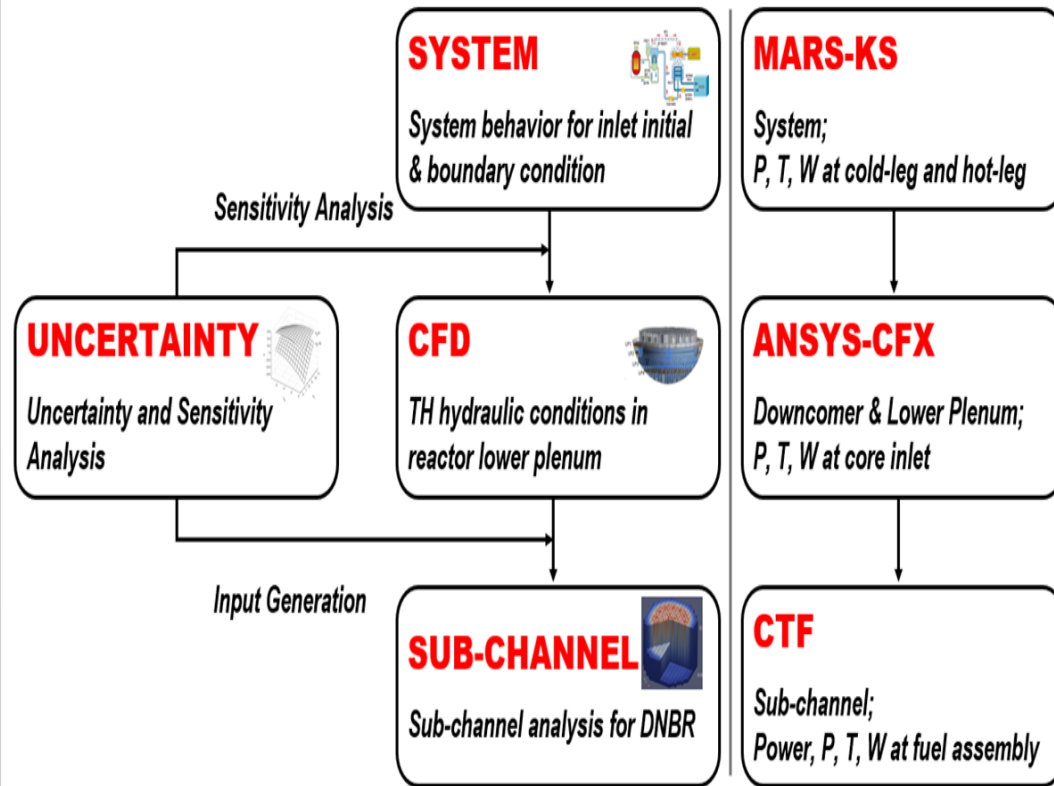 SYSTEM
System behavior for inlet initial
& boundary condition
MARS-KS
System;
P, T, W at cold-leg and hot-leg
Sensitivity Analysis
UNCERTAINTY
Uncertainty and Sensitivity
Analysis
CFD
TH hydraulic conditions in
reactor lower plenum
ANSYS-CFX
Downcomer & Lower Plenum;
P, T, W at core inlet
Input Generation
SUB-CHANNEL
Sub-channel analysis for DNBR
CTF
Sub-channel;
Power, P, T, W at fuel assembly